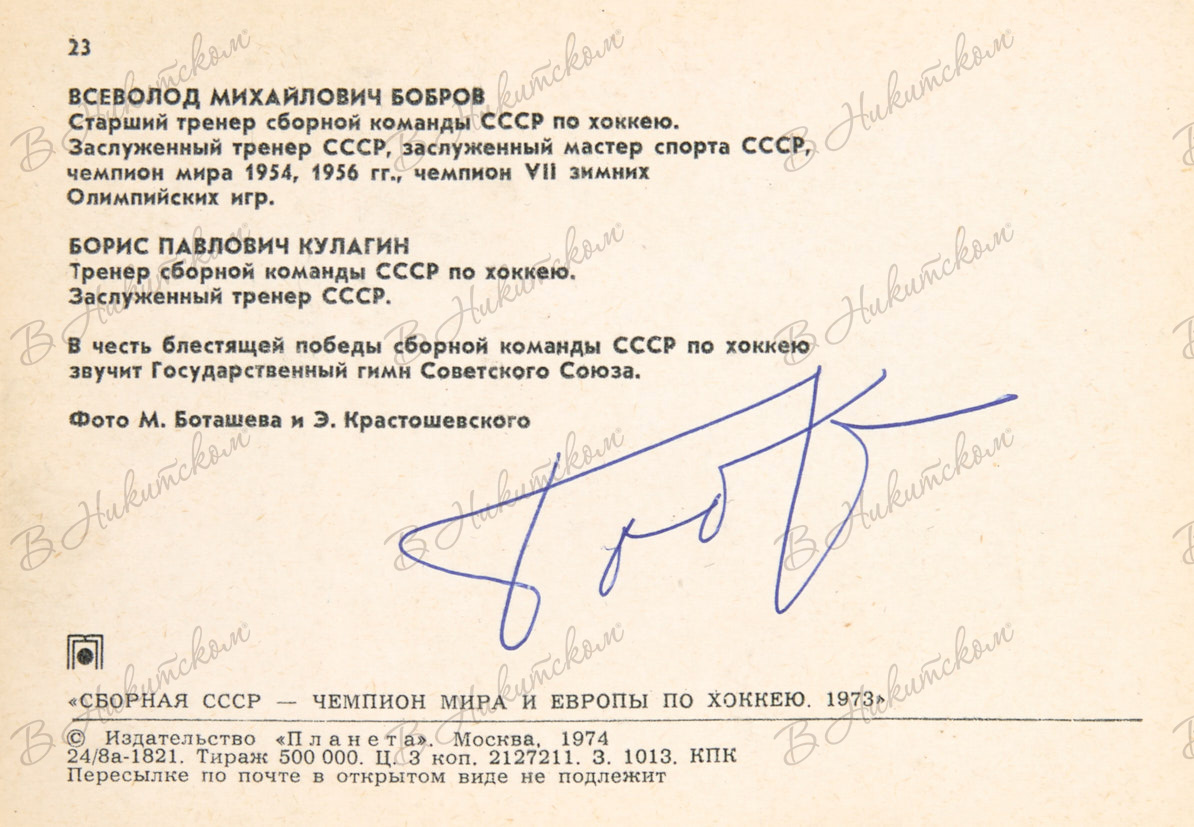 23
ВСЕВОЛОД МИХАЙЛОВИЧ БОБРОВ
Старший тренер сборной команды СССР по хоккею.
Заслуженный тренер СССР, заслуженный мастер спорта СССР,
чемпион мира 1954, 1956 гг., чемпион VII зимних
Олимпийских игр.
БОРИС ПАВЛОВИЧ КУЛАГИН
Тренер сборной команды СССР по хоккею.
Заслуженный тренер СССР.
В честь блестящей победы сборной команды СССР по хоккею
звучит Государственный гимн Советского Союза.
Фото М. Боташева и Э. Крастошевского
«СБОРНАЯ СССР — ЧЕМПИОН МИРА И ЕВРОПЫ ПО ХОККЕЮ. 1973»
© Издательство «Планета». Москва, 1974
24/8а-1821. Тираж 500 000. Ц. 3 коп. 2127211. З. 1013. КПК
Пересылке по почте в открытом виде не подлежит
В Никитском